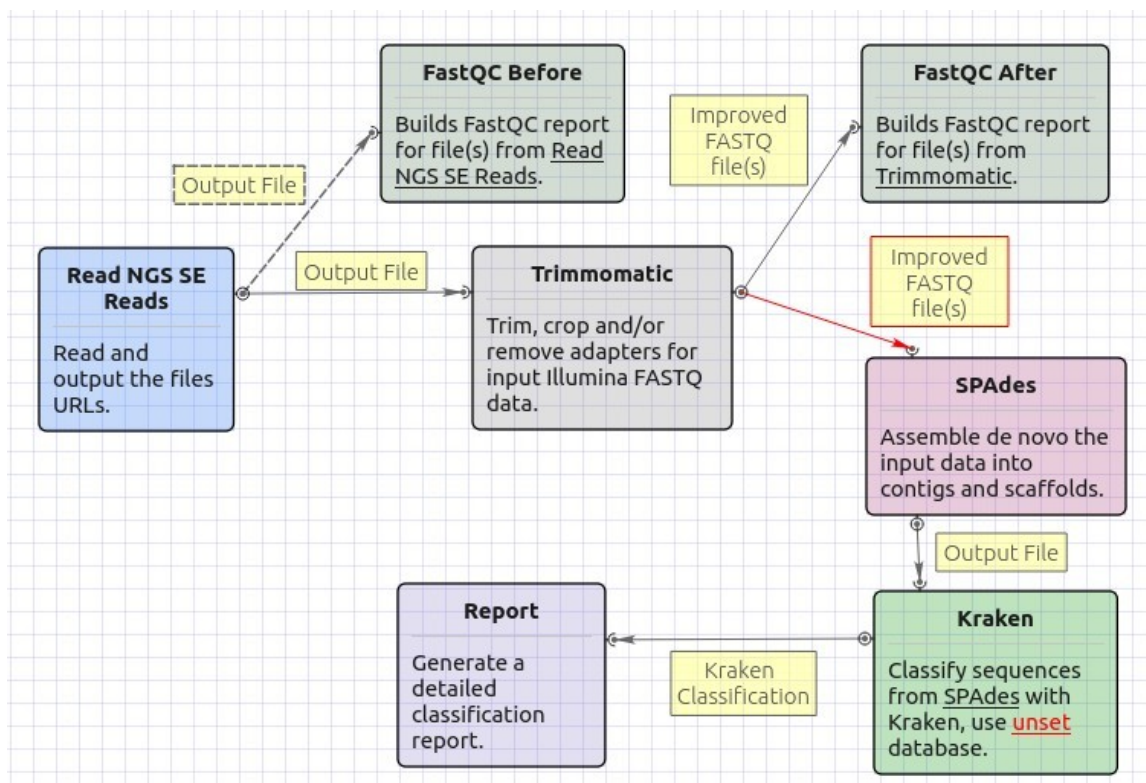 FastQC Before
Builds FastQC report
for file(s) from Read
NGS SE Reads.
FastQC After
Builds FastQC report
for file(s) from
Trimmomatic.
Improved
FASTQ
file(s)
Output File
Read NGS SE
Reads
Read and
output the files
URLs.
Output File
Trimmomatic
Trim, crop and/or
remove adapters for
input Illumina FASTQ
data.
Improved
FASTQ
file(s)
SPAdes
Assemble de novo the
input data into
contigs and scaffolds.
Output File
Kraken
Classify sequences
from SPAdes with
Kraken, use unset
database.
Kraken
Classification
Report
Generate a
detailed
classification
report.